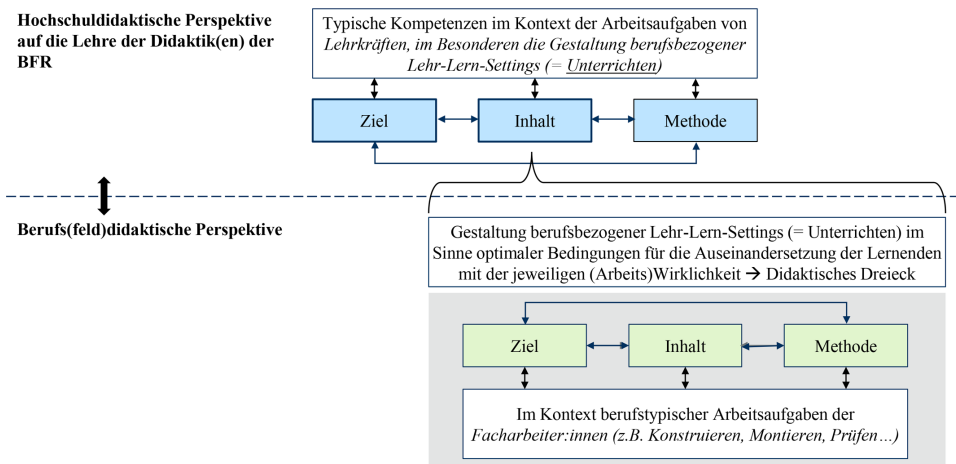 Hochschuldidaktische Perspektive
auf die Lehre der Didaktik(en) der
BFR
Typische Kompetenzen im Kontext der Arbeitsaufgaben von
Lehrkräften, im Besonderen die Gestaltung berufsbezogener
Lehr-Lern-Settings (= Unterrichten)
Ziel
Inhalt
Methode
Berufs(feld)didaktische Perspektive
Gestaltung berufsbezogener Lehr-Lern-Settings (= Unterrichten) im
Sinne optimaler Bedingungen für die Auseinandersetzung der Lernenden
mit der jeweiligen (Arbeits)Wirklichkeit → Didaktisches Dreieck
Ziel
Inhalt
Methode
Im Kontext berufstypischer Arbeitsaufgaben der
Facharbeiter:innen (z.B. Konstruieren, Montieren, Prüfen…)